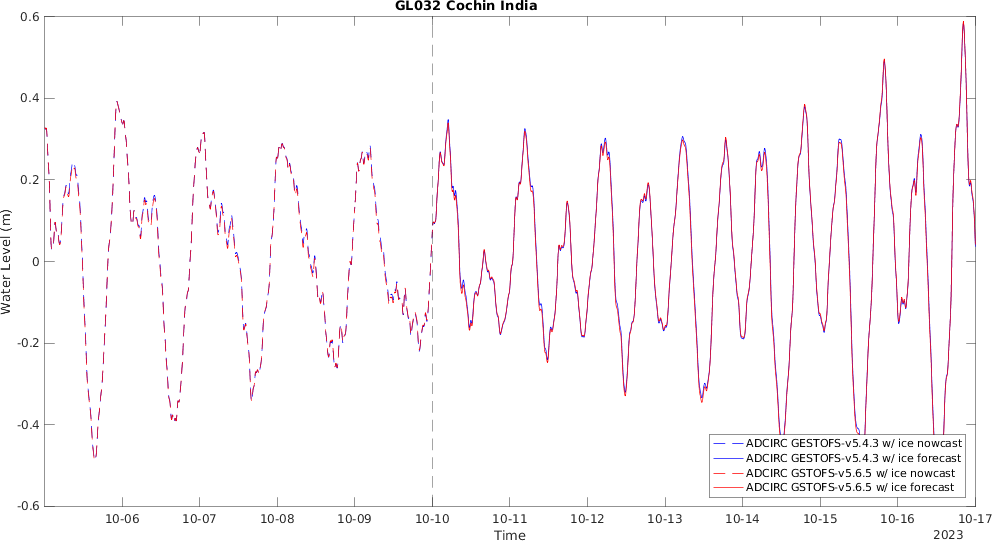 GL032 Cochin India
0.6
0.4
0.2
0
-0.2
-0.4
-0.6
Water Level (m)
ADCIRC GESTOFS-v5.4.3 w/ ice nowcast
ADCIRC GESTOFS-v5.4.3 w/ ice forecast
ADCIRC GSTOFS-v5.6.5 w/ ice nowcast
ADCIRC GSTOFS-v5.6.5 w/ ice forecast
10-06 10-07 10-08 10-09 10-10 10-11 10-12 10-13 10-14 10-15 10-16 10-17
Time
2023